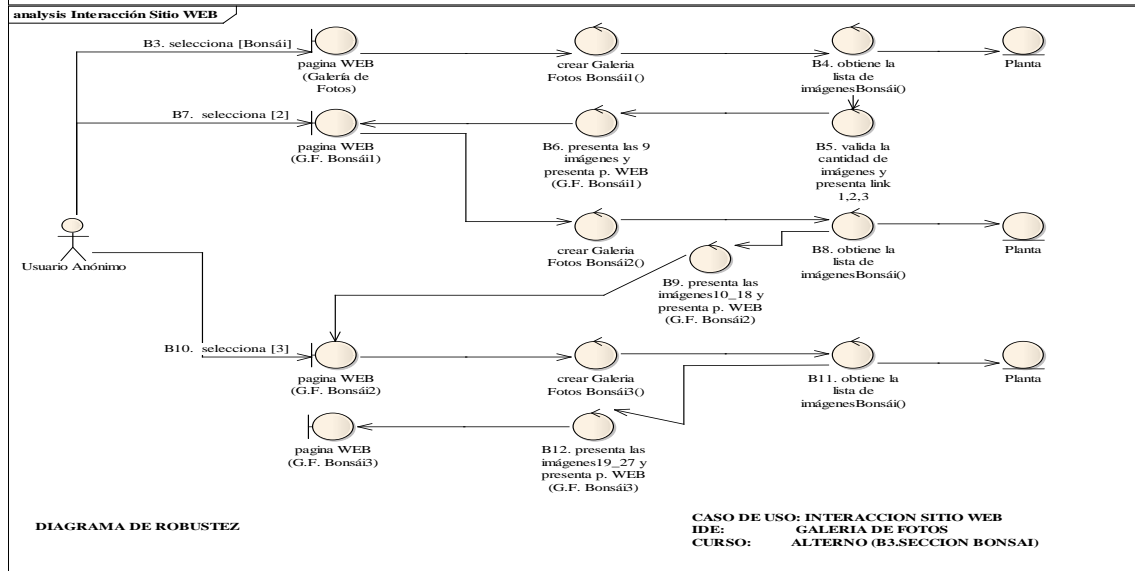 analysis Interacción Sitio WEB
B3. selecciona [Bonsái]
pagina WEB
(Galería de
Fotos)
crear Galeria
Fotos Bonsái1()
B4. obtiene la
lista de
imágenesBonsái()
Planta
B7.  selecciona [2]
pagina WEB
(G.F. Bonsái1)
B6. presenta las 9
imágenes y
presenta p. WEB
(G.F. Bonsái1)
B5. valida la
cantidad de
imágenes y
presenta link
1,2,3
Usuario Anónimo
crear Galeria
Fotos Bonsái2()
B8. obtiene la
lista de
imágenesBonsái()
Planta
B9. presenta las
imágenes10_18 y
presenta p. WEB
(G.F. Bonsái2)
B10.  selecciona [3]
pagina WEB
(G.F. Bonsái2)
crear Galeria
Fotos Bonsái3()
B11. obtiene la
lista de
imágenesBonsái()
Planta
pagina WEB
(G.F. Bonsái3)
B12. presenta las
imágenes19_27 y
presenta p. WEB
(G.F. Bonsái3)
DIAGRAMA DE ROBUSTEZ
CASO DE USO: INTERACCION SITIO WEB
IDE: GALERIA DE FOTOS
CURSO: ALTERNO (B3.SECCION BONSAI)